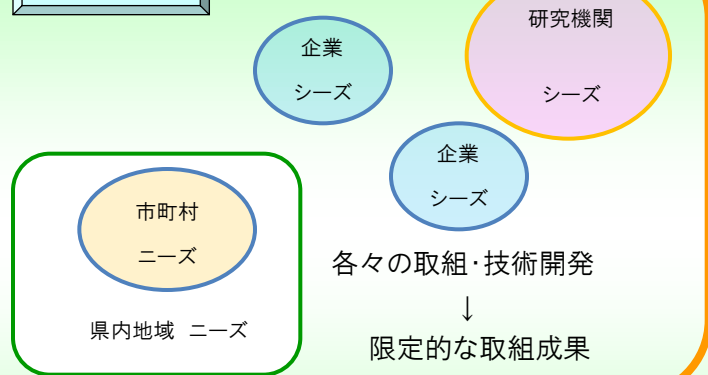 研究機関
シーズ
企業
シーズ
企業
シーズ
市町村
ニーズ
県内地域 ニーズ
各々の取組・技術開発
↓
限定的な取組成果